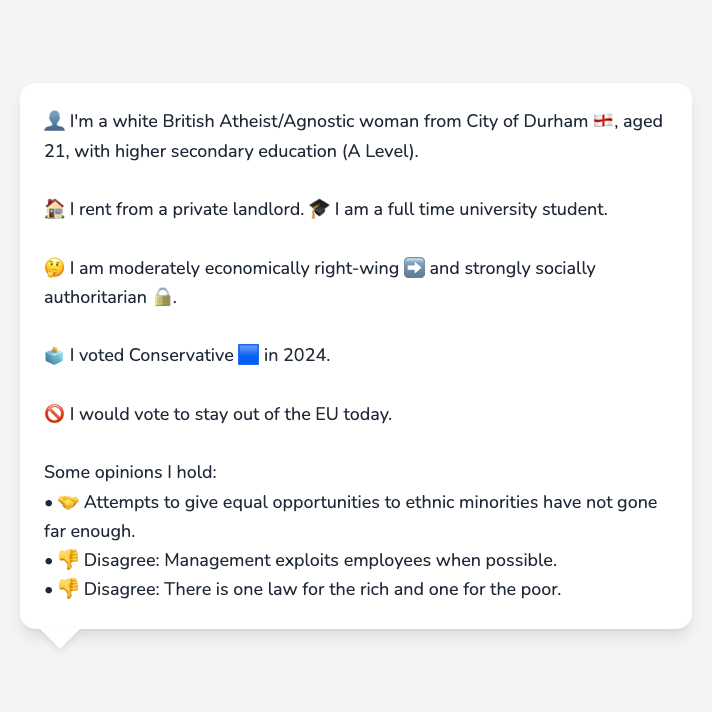 👤 I'm a white British Atheist/Agnostic woman from City of Durham 🏴󠁧󠁢󠁥󠁮󠁧󠁿, aged
21, with higher secondary education (A Level).
🏠 I rent from a private landlord. 🎓 I am a full time university student.
🤔 I am moderately economically right-wing ➡️ and strongly socially
authoritarian 🔒.
🗳️ I voted Conservative 🟦 in 2024.
🚫 I would vote to stay out of the EU today.
Some opinions I hold:
• 🤝 Attempts to give equal opportunities to ethnic minorities have not gone
far enough.
• 👎 Disagree: Management exploits employees when possible.
• 👎 Disagree: There is one law for the rich and one for the poor.